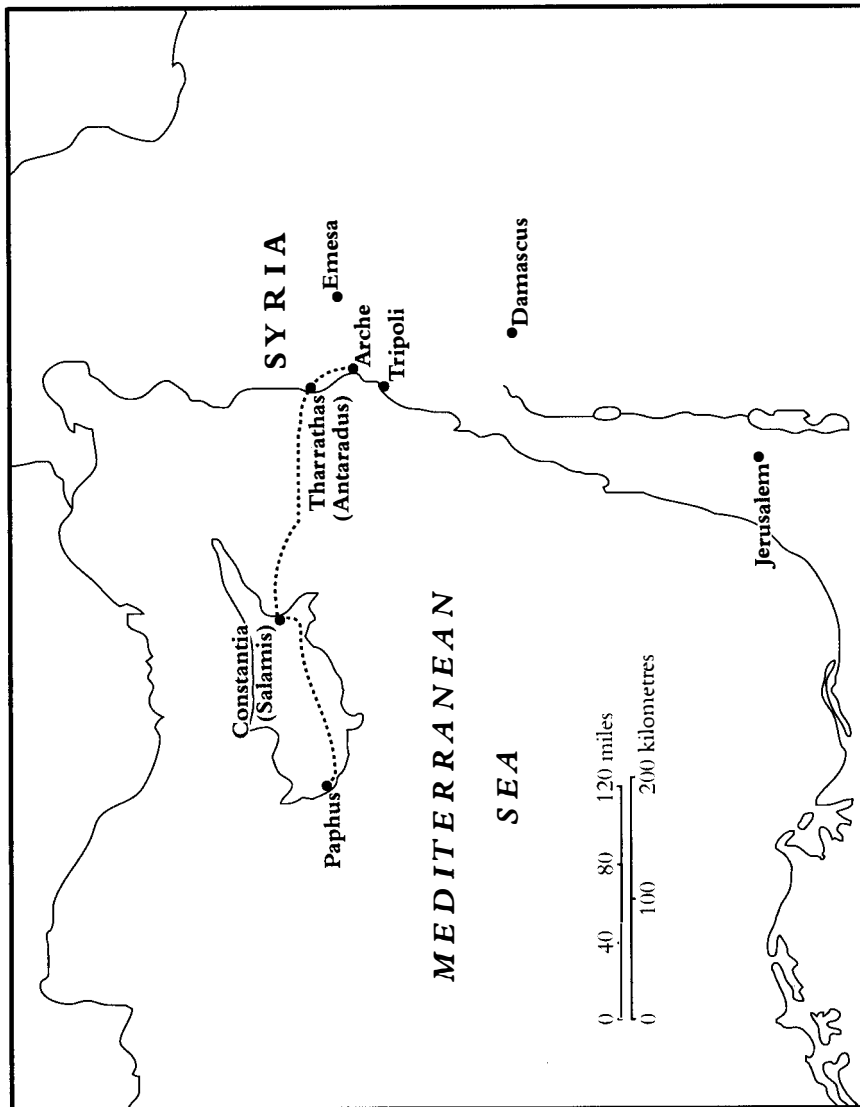 SYRIA
Emesa
Constantia
(Salamis)
Tharrathas
(Antaradus)
Arche
Tripoli
Paphus
Damascus
MEDITERRANEAN
SEA
Jerusalem
0 40 80 120 miles
0 100 200 kilometres